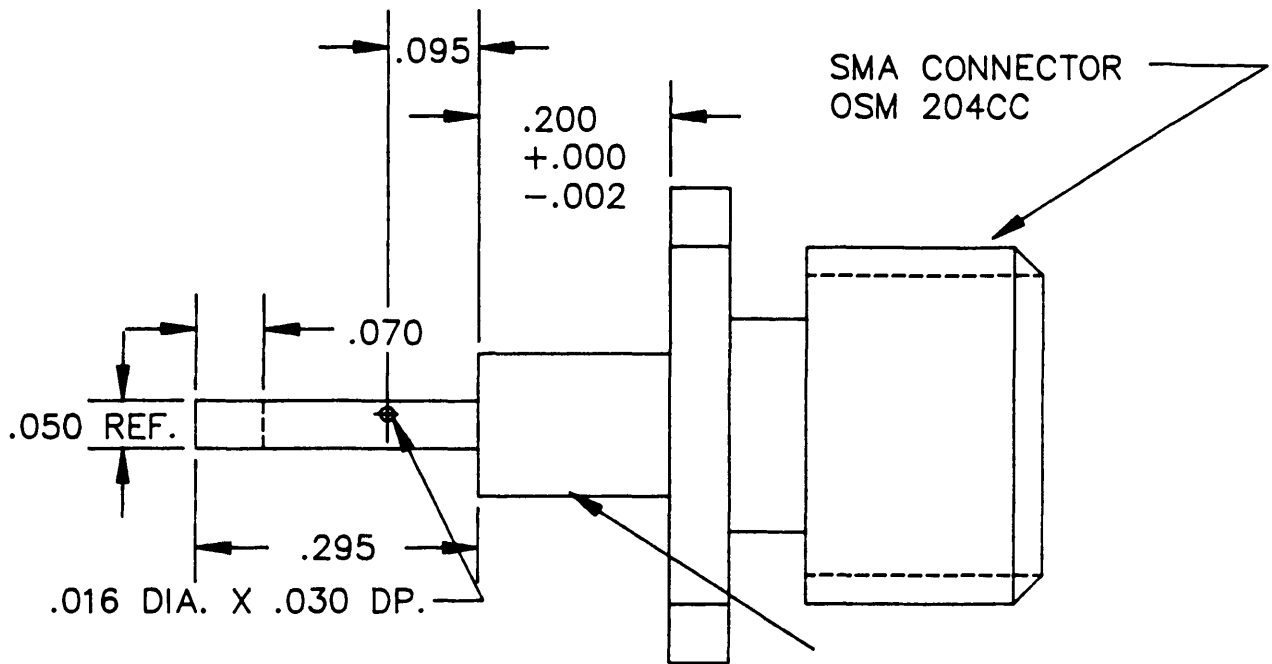 .095
SMA CONNECTOR
OSM 204CC
.200
+.000
-.002
.070
.050 REF.
.295
.016 DIA. X .030 DP.